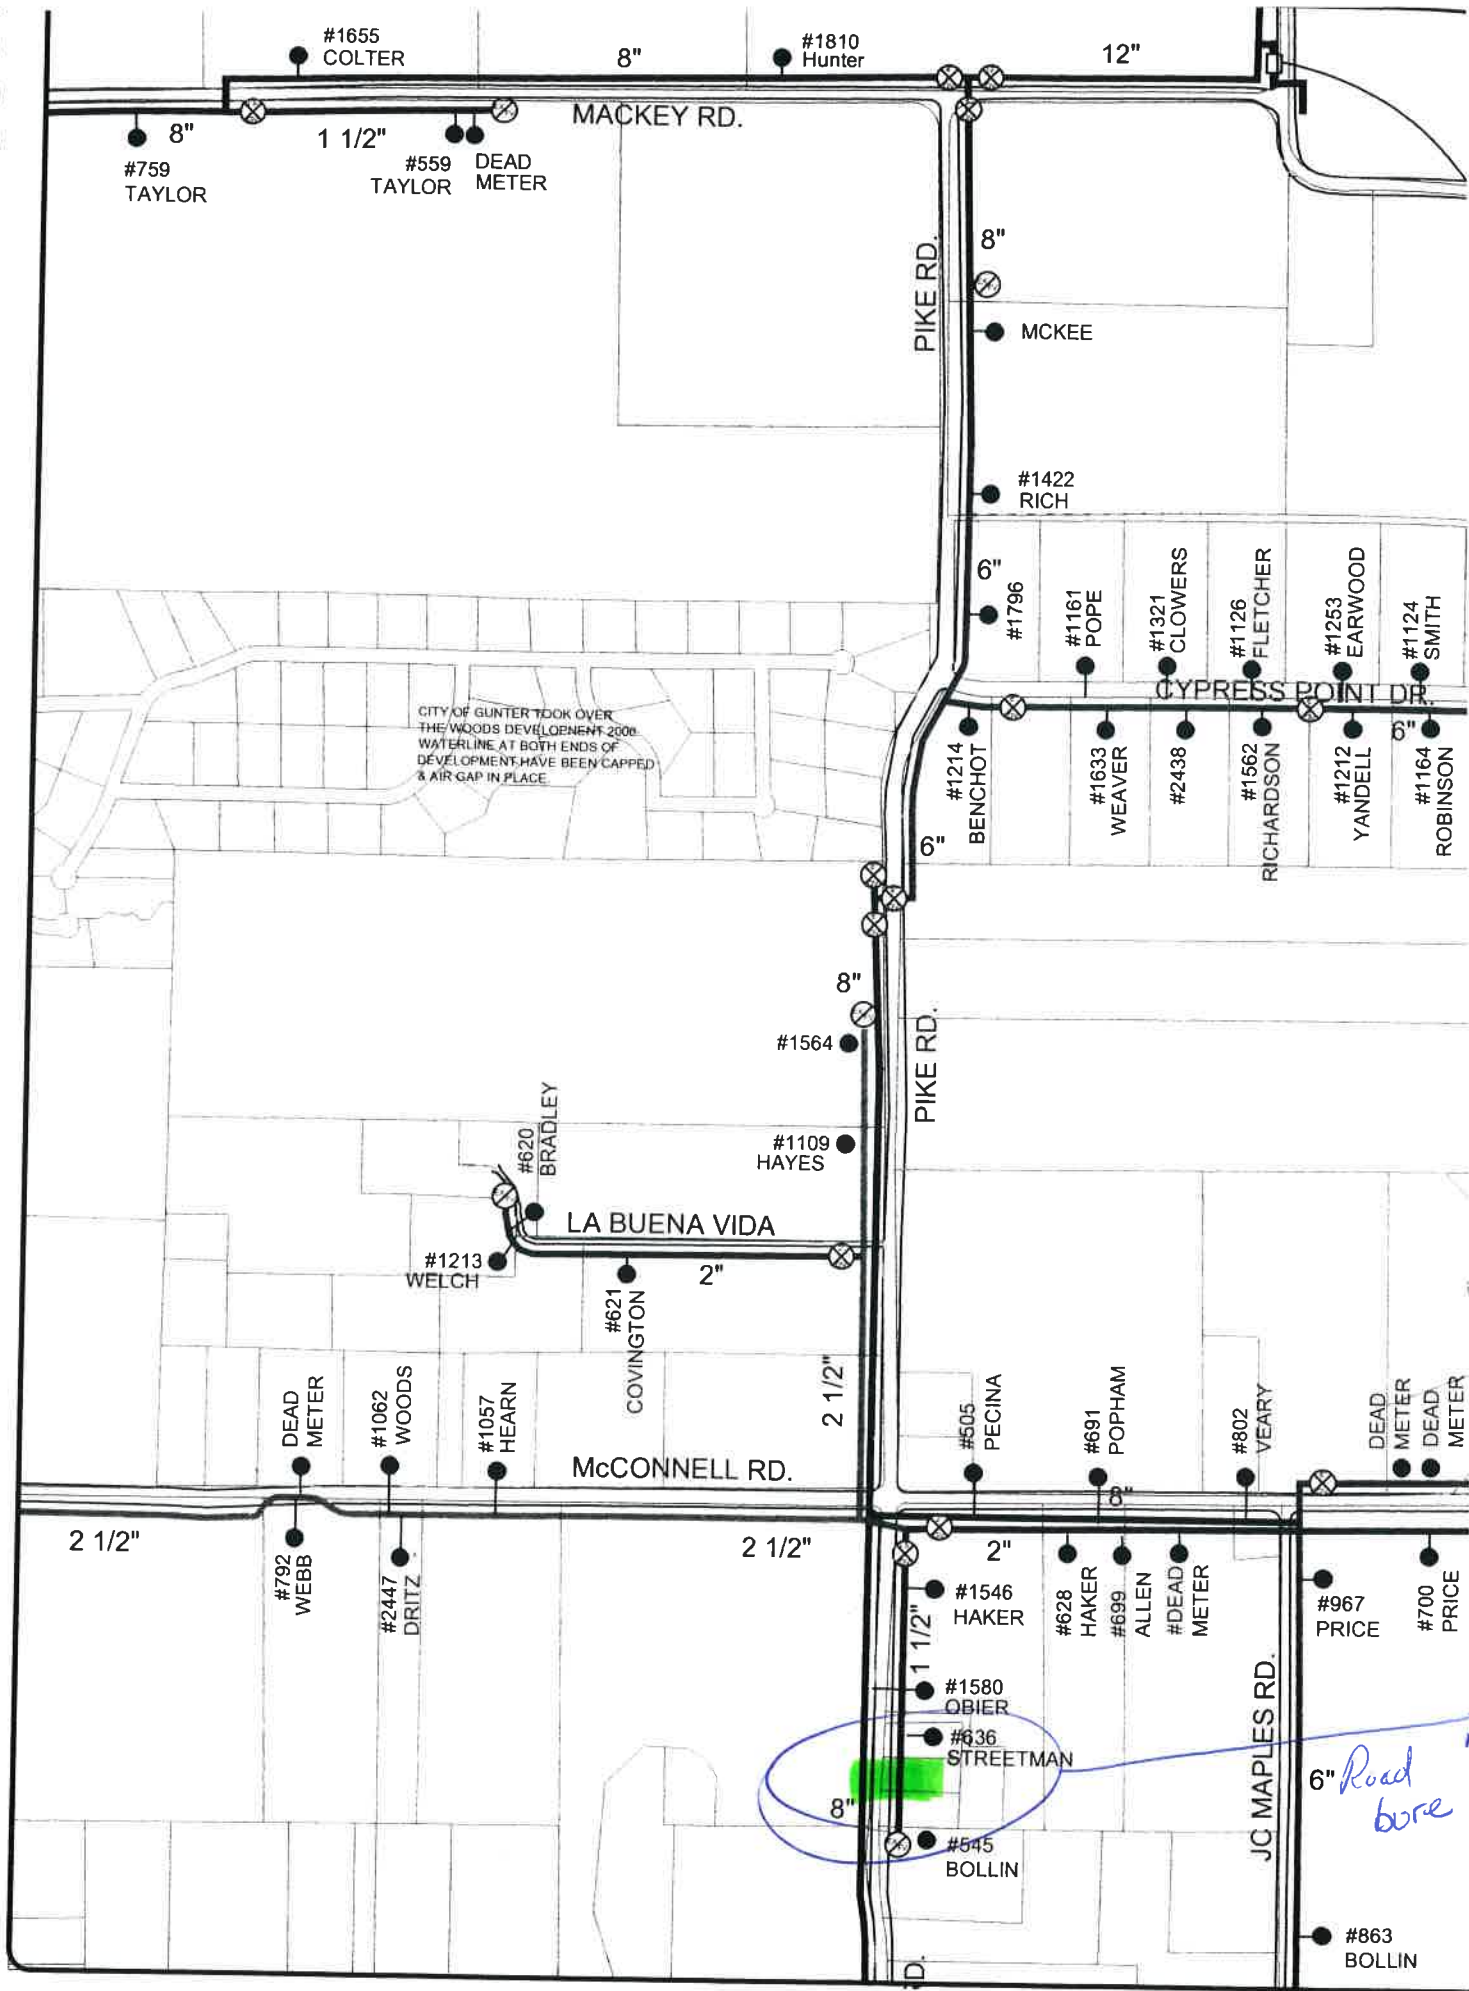 #1655
COLTER
8"
#1810
Hunter
12"
MACKEY RD.
8"
1 1/2"
#759
TAYLOR
#559
TAYLOR
DEAD
METER
PIKE RD.
8"
MCKEE
#1422
RICH
6"
#1796
#1161
POPE
#1321
CLOWERS
#1126
FLETCHER
#1253
EARWOOD
#1124
SMITH
CYPRESS POINT DR.
6"
CITY OF GUNTER TOOK OVER
THE WOODS DEVELOPMENT 2006
WATERLINE AT BOTH ENDS OF
DEVELOPMENT HAVE BEEN CAPPED
& AIR GAP IN PLACE.
#1214
BENCHOT
#1633
WEAVER
#2438
#1562
RICHARDSON
#1212
YANDELL
#1164
ROBINSON
6"
8"
#1564
PIKE RD.
#1109
HAYES
#620
BRADLEY
LA BUENA VIDA
#1213
WELCH
2"
#621
COVINGTON
2 1/2"
DEAD
METER
#1062
WOODS
#1057
HEARN
McCONNELL RD.
#505
PECINA
#691
POPHAM
#802
VEARY
DEAD
METER
DEAD
METER
8"
2 1/2"
2 1/2"
2"
#792
WEBB
#2447
DRITZ
#1546
HAKER
#628
HAKER
#699
ALLEN
#DEAD
METER
#967
PRICE
#700
PRICE
1 1/2"
#1580
OBIER
#636
STREETMAN
JC MAPLES RD.
6"
Road
bore
8"
#545
BOLLIN
#863
BOLLIN
RD.